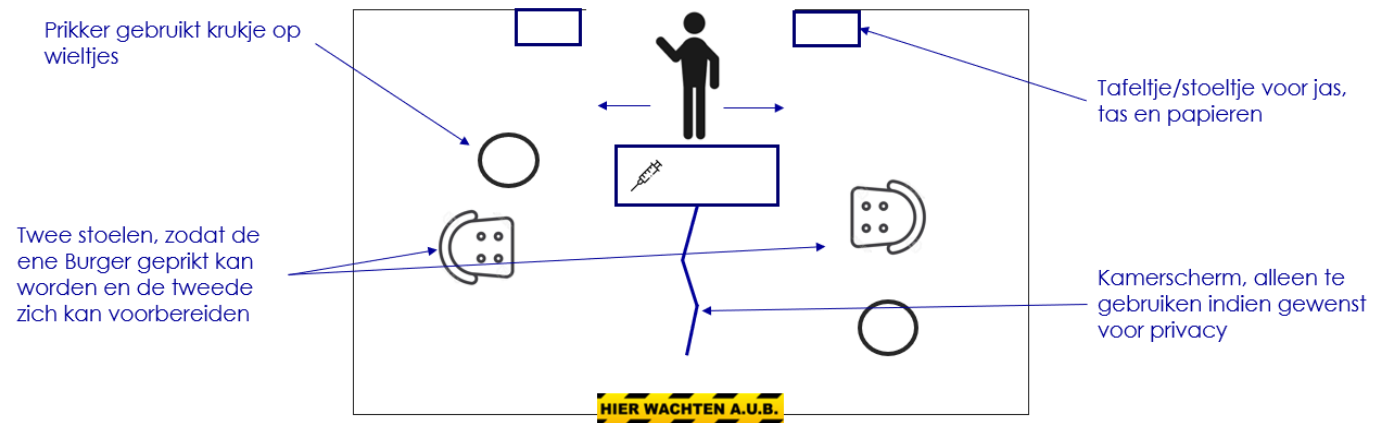 Prikker gebruikt krukje op
wieltjes
Tafeltje/stoeltje voor jas,
tas en papieren
Twee stoelen, zodat de
ene Burger geprikt kan
worden en de tweede
zich kan voorbereiden
Kamerscherm, alleen te
gebruiken indien gewenst
voor privacy
HIER WACHTEN A.U.B.